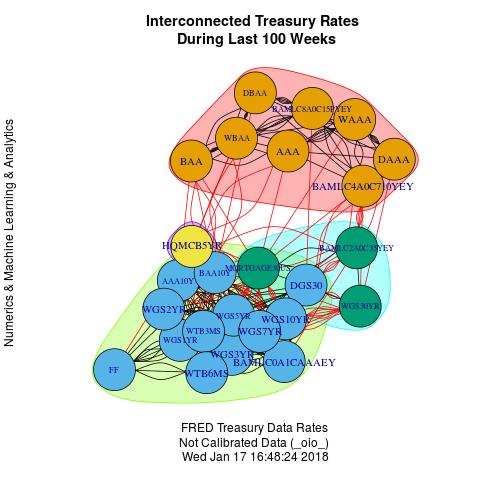 Interconnected Treasury Rates
During Last 100 Weeks
Numerics & Machine Learning & Analytics
DBAA
BAMLC8A0C15PYEY
WAAA
WBAA
AAA
BAA
DAAA
BAMLC4A0C710YEY
HQMCB5YR
BAMLC2A0C35YEY
BAA10Y
MORTGAGE30US
AAA10Y
DGS30
WGS2YR
WGS30YR
WGS5YR
WGS10YR
WTB3MS
WGS7YR
WGS1YR
WGS3YR
BAMLC0A1CAAAEY
FF
WTB6MS
FRED Treasury Data Rates
Not Calibrated Data (_oio_)
Wed Jan 17 16:48:24 2018